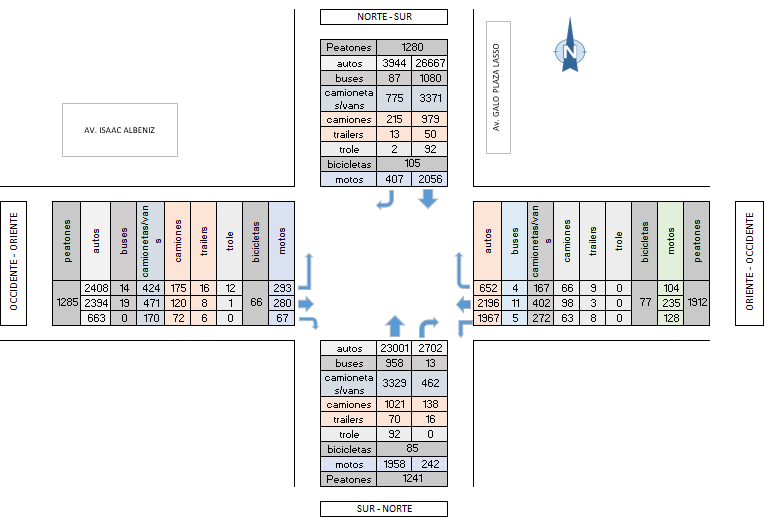 NORTE - SUR
Peatones 1280
autos 3944 26667
buses 87 1080
camioneta
s/vans 775 3371
camiones 215 979
trailers 13 50
trole 2 92
bicicletas 105
motos 407 2056
AV. ISAAC ALBENIZ
Av. GALO PLAZA LASSO
N
OCCIDENTE - ORIENTE
peatones autos buses camionetas/van
s camiones trailers trole bicicletas motos
2408 14 424 175 16 12 293
1285 2394 19 471 120 8 1 66 280
663 0 170 72 6 0 67
autos buses camionetas/van
s camiones trailers trole bicicletas motos peatones
652 4 167 66 9 0 104
2196 11 402 98 3 0 77 235 1912
1967 5 272 63 8 0 128
ORIENTE - OCCIDENTE
autos 23001 2702
buses 958 13
camioneta
s/vans 3329 462
camiones 1021 138
trailers 70 16
trole 92 0
bicicletas 85
motos 1958 242
Peatones 1241
SUR - NORTE